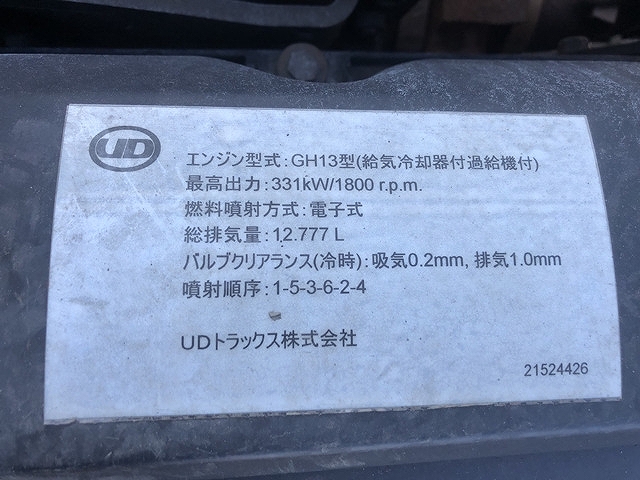 UD
エンジン型式:GH13型(給気冷却器付過給機付)
最高出力:331kW/1800 r.p.m.
燃料噴射方式:電子式
総排気量:12.777 L
バルブクリアランス(冷時):吸気0.2mm, 排気1.0mm
噴射順序:1-5-3-6-2-4
UDトラックス株式会社
21524426